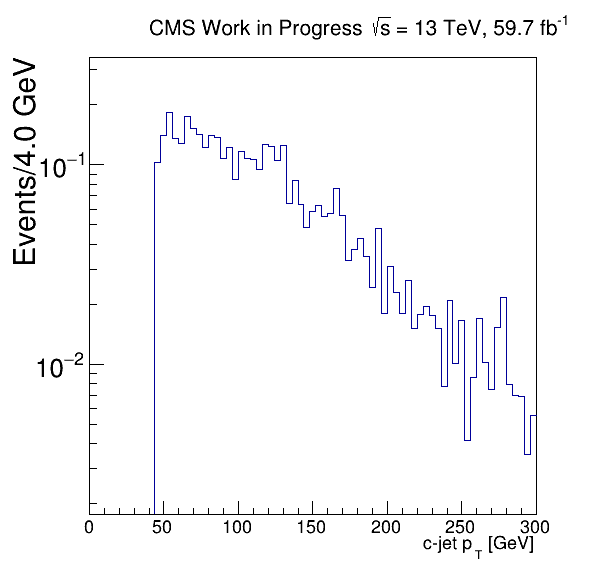 CMS Work in Progress √s = 13 TeV, 59.7 fb⁻¹
Events/4.0 GeV
10⁻¹
10⁻²
0 50 100 150 200 250 300
c-jet p_T [GeV]